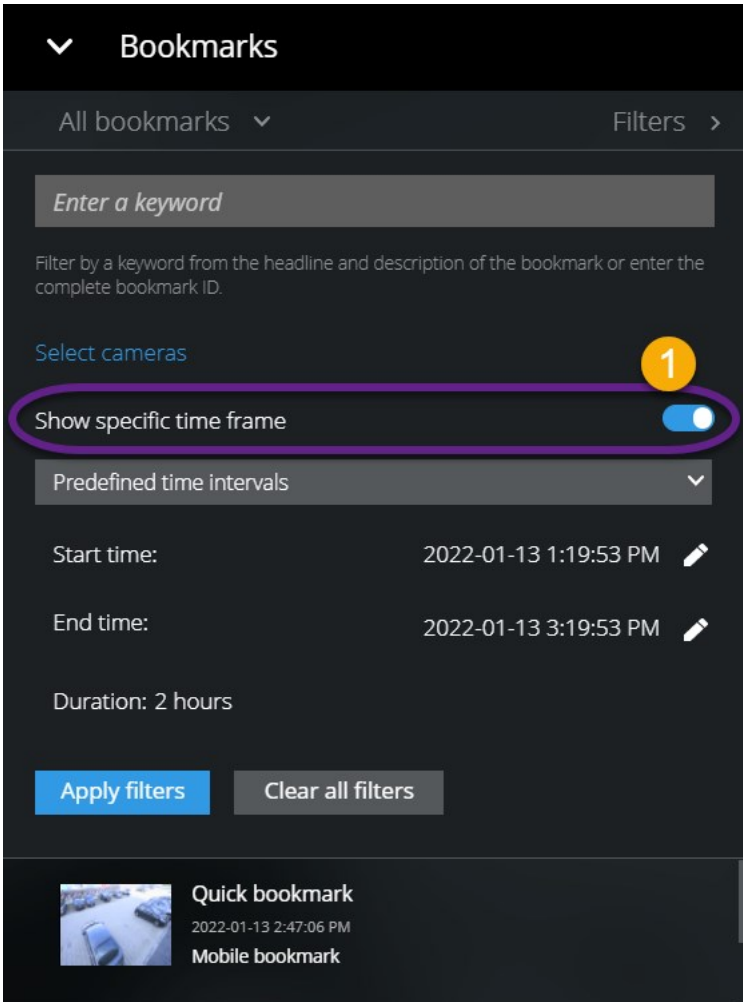 Bookmarks
All bookmarks
Filters
Enter a keyword
Filter by a keyword from the headline and description of the bookmark or enter the
complete bookmark ID.
Select cameras
1
Show specific time frame
Predefined time intervals
Start time: 2022-01-13 1:19:53 PM
End time: 2022-01-13 3:19:53 PM
Duration: 2 hours
Apply filters
Clear all filters
Quick bookmark
2022-01-13 2:47:06 PM
Mobile bookmark